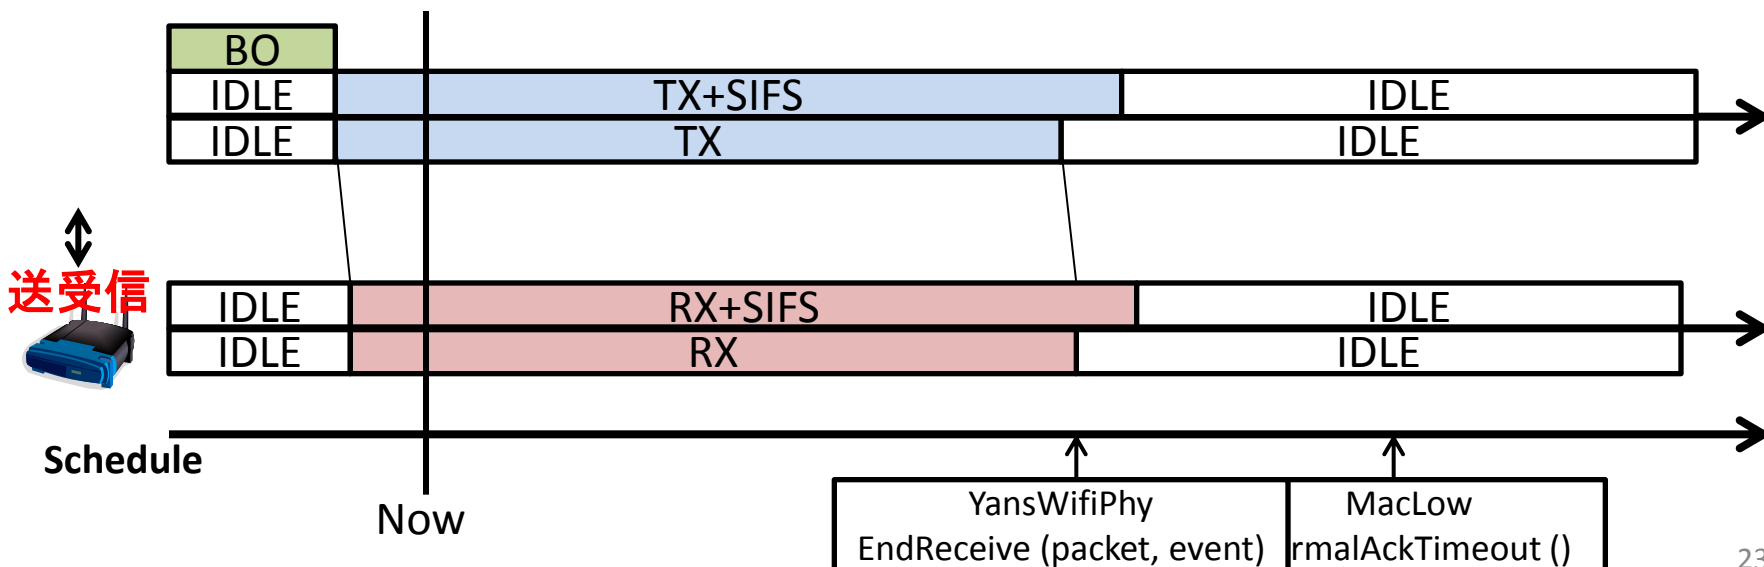 BO
IDLE TX+SIFS IDLE
IDLE TX IDLE
送受信
IDLE RX+SIFS IDLE
IDLE RX IDLE
Schedule
Now
YansWifiPhy
EndReceive (packet, event)
MacLow
rmalAckTimeout ()
23